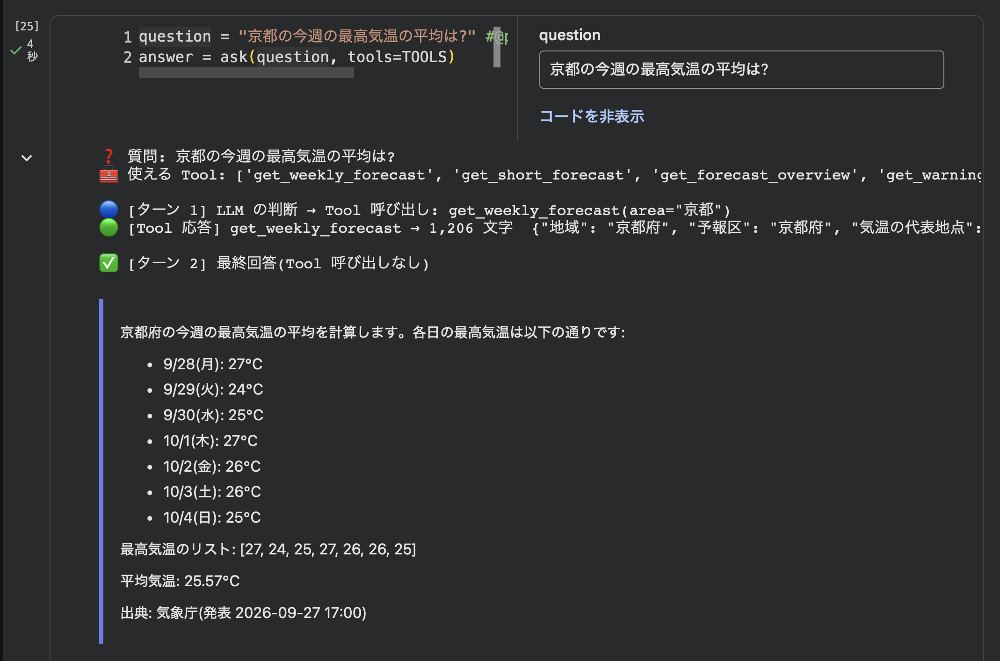 [25]
4
秒
1 question = "京都の今週の最高気温の平均は?" #@p
2 answer = ask(question, tools=TOOLS)
question
京都の今週の最高気温の平均は?
コードを非表示
❓ 質問: 京都の今週の最高気温の平均は?
🧰 使える Tool: ['get_weekly_forecast', 'get_short_forecast', 'get_forecast_overview', 'get_warning
🔵 [ターン 1] LLM の判断 → Tool 呼び出し: get_weekly_forecast(area="京都")
🟢 [Tool 応答] get_weekly_forecast → 1,206 文字 {"地域": "京都府", "予報区": "京都府", "気温の代表地点":
✅ [ターン 2] 最終回答(Tool 呼び出しなし)
京都府の今週の最高気温の平均を計算します。各日の最高気温は以下の通りです:
• 9/28(月): 27°C
• 9/29(火): 24°C
• 9/30(水): 25°C
• 10/1(木): 27°C
• 10/2(金): 26°C
• 10/3(土): 26°C
• 10/4(日): 25°C
最高気温のリスト: [27, 24, 25, 27, 26, 26, 25]
平均気温: 25.57°C
出典: 気象庁(発表 2026-09-27 17:00)